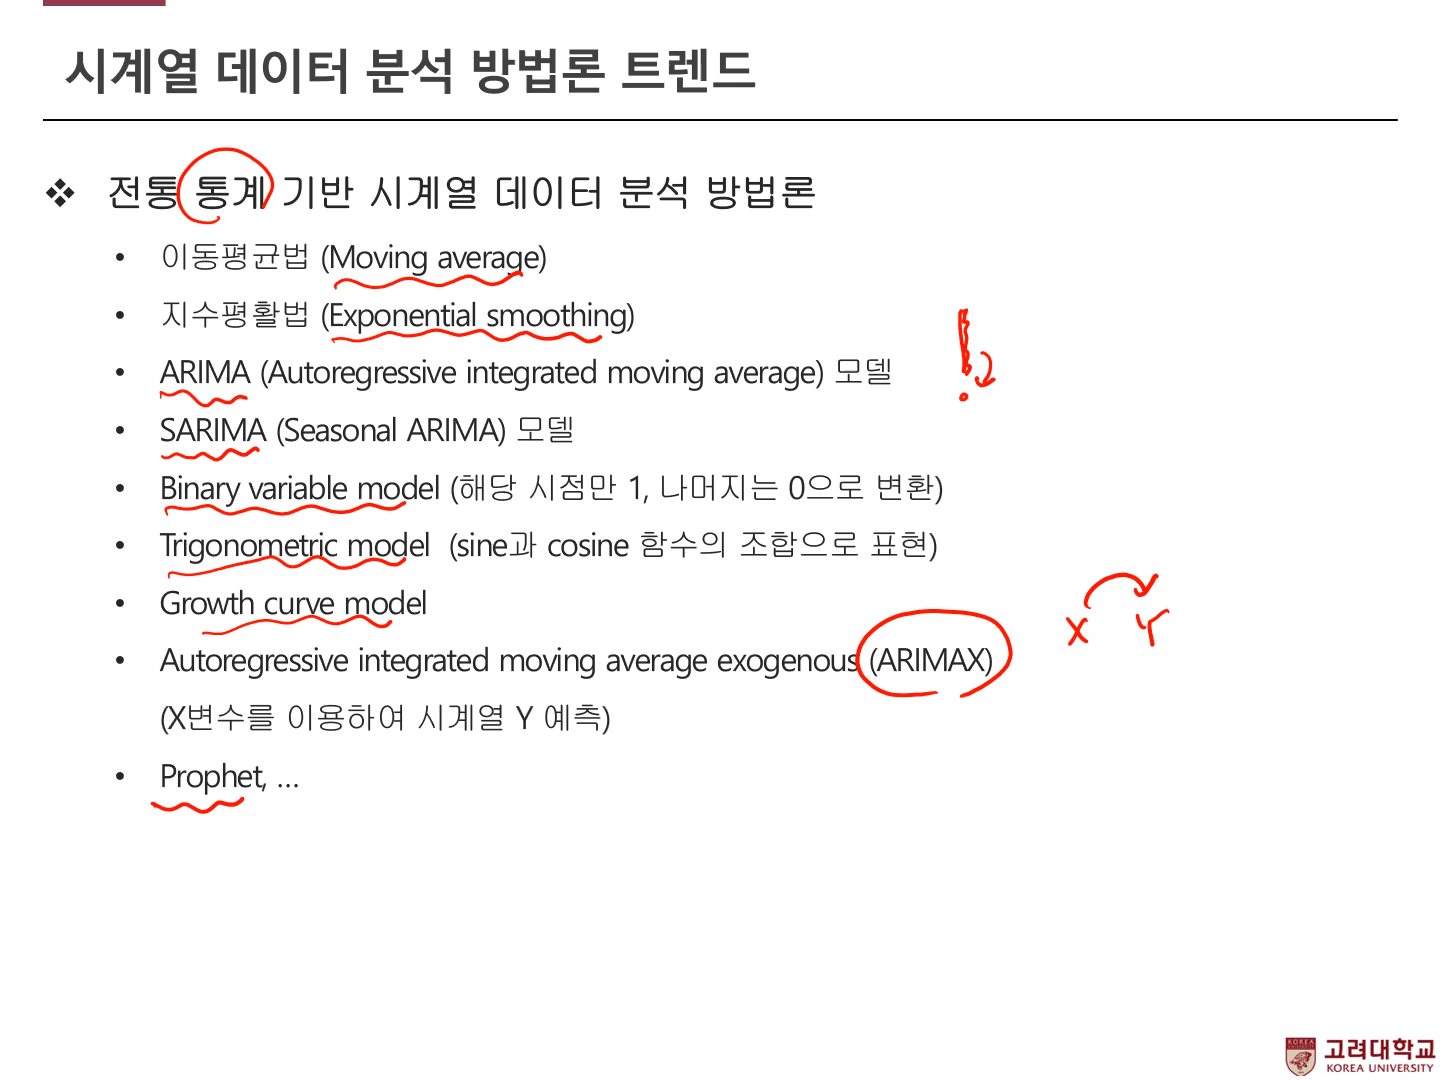 시계열 데이터 분석 방법론 트렌드
❖ 전통 통계 기반 시계열 데이터 분석 방법론
• 이동평균법 (Moving average)
• 지수평활법 (Exponential smoothing)
• ARIMA (Autoregressive integrated moving average) 모델
• SARIMA (Seasonal ARIMA) 모델
• Binary variable model (해당 시점만 1, 나머지는 0으로 변환)
• Trigonometric model (sine과 cosine 함수의 조합으로 표현)
• Growth curve model
X Y
• Autoregressive integrated moving average exogenous (ARIMAX)
(X변수를 이용하여 시계열 Y 예측)
• Prophet, ...
KOREA
고려대학교
KOREA UNIVERSITY